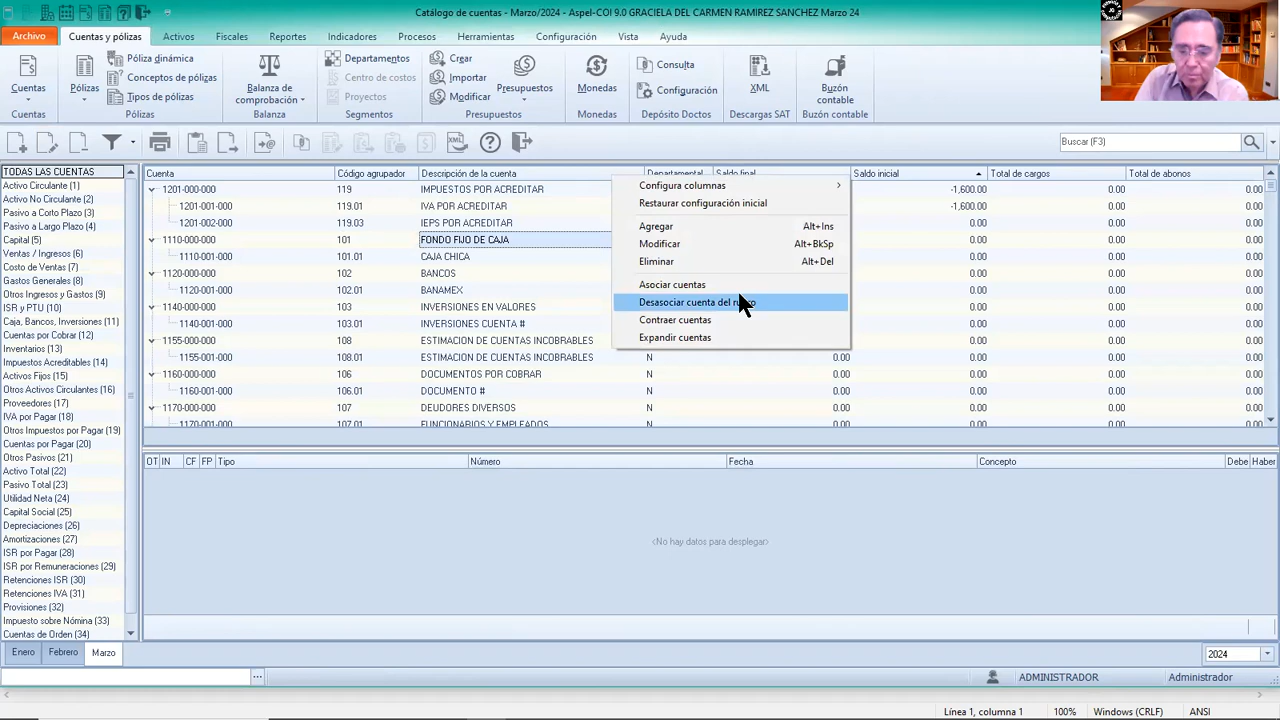 Catálogo de cuentas - Marzo/2024 - Aspel-COI 9.0 GRACIELA DEL CARMEN RAMIREZ SANCHEZ Marzo 24
Archivo Cuentas y pólizas Activos Fiscales Reportes Indicadores Procesos Herramientas Configuración Vista Ayuda
Cuentas
Cuentas
Pólizas
Póliza dinámica
Conceptos de pólizas
Tipos de pólizas
Pólizas
Balanza de
comprobación
Balanza
Departamentos
Centro de costos
Proyectos
Segmentos
Crear
Importar
Modificar
Presupuestos
Presupuestos
Monedas
Monedas
Consulta
Configuración
Depósito Doctos
XML
Descargas SAT
Buzón
contable
Buzón contable
Buscar (F3)
TODAS LAS CUENTAS
Activo Circulante (1)
Activo No Circulante (2)
Pasivo a Corto Plazo (3)
Pasivo a Largo Plazo (4)
Capital (5)
Ventas / Ingresos (6)
Costo de Ventas (7)
Gastos Generales (8)
Otros Ingresos y Gastos (9)
ISR y PTU (10)
Caja, Bancos, Inversiones (11)
Cuentas por Cobrar (12)
Inventarios (13)
Impuestos Acreditables (14)
Activos Fijos (15)
Otros Activos Circulantes (16)
Proveedores (17)
IVA por Pagar (18)
Otros Impuestos por Pagar (19)
Cuentas por Pagar (20)
Otros Pasivos (21)
Activo Total (22)
Pasivo Total (23)
Utilidad Neta (24)
Capital Social (25)
Depreciaciones (26)
Amortizaciones (27)
ISR por Pagar (28)
ISR por Remuneraciones (29)
Retenciones ISR (30)
Retenciones IVA (31)
Provisiones (32)
Impuesto sobre Nómina (33)
Cuentas de Orden (34)
Cuenta Código agrupador Descripción de la cuenta Departamental Saldo final Saldo inicial Total de cargos Total de abonos
1201-000-000 119 IMPUESTOS POR ACREDITAR -1,600.00 0.00 0.00
1201-001-000 119.01 IVA POR ACREDITAR -1,600.00 0.00 0.00
1201-002-000 119.03 IEPS POR ACREDITAR 0.00 0.00 0.00
1110-000-000 101 FONDO FIJO DE CAJA 0.00 0.00 0.00
1110-001-000 101.01 CAJA CHICA 0.00 0.00 0.00
1120-000-000 102 BANCOS 0.00 0.00 0.00
1120-001-000 102.01 BANAMEX 0.00 0.00 0.00
1140-000-000 103 INVERSIONES EN VALORES 0.00 0.00 0.00
1140-001-000 103.01 INVERSIONES CUENTA # 0.00 0.00 0.00
1155-000-000 108 ESTIMACION DE CUENTAS INCOBRABLES 0.00 0.00 0.00
1155-001-000 108.01 ESTIMACION DE CUENTAS INCOBRABLES N 0.00 0.00 0.00 0.00
1160-000-000 106 DOCUMENTOS POR COBRAR N 0.00 0.00 0.00 0.00
1160-001-000 106.01 DOCUMENTO # N 0.00 0.00 0.00 0.00
1170-000-000 107 DEUDORES DIVERSOS N 0.00 0.00 0.00 0.00
1170-001-000 107.01 FUNCIONARIOS Y EMPLEADOS N 0.00 0.00 0.00 0.00
Configura columnas
Restaurar configuración inicial
Agregar Alt+Ins
Modificar Alt+BkSp
Eliminar Alt+Del
Asociar cuentas
Desasociar cuenta del
Contraer cuentas
Expandir cuentas
OT IN CF FP Tipo Número Fecha Concepto Debe Haber
<No hay datos para desplegar>
Enero Febrero Marzo 2024
ADMINISTRADOR Administrador
Línea 1, columna 1 100% Windows (CRLF) ANSI